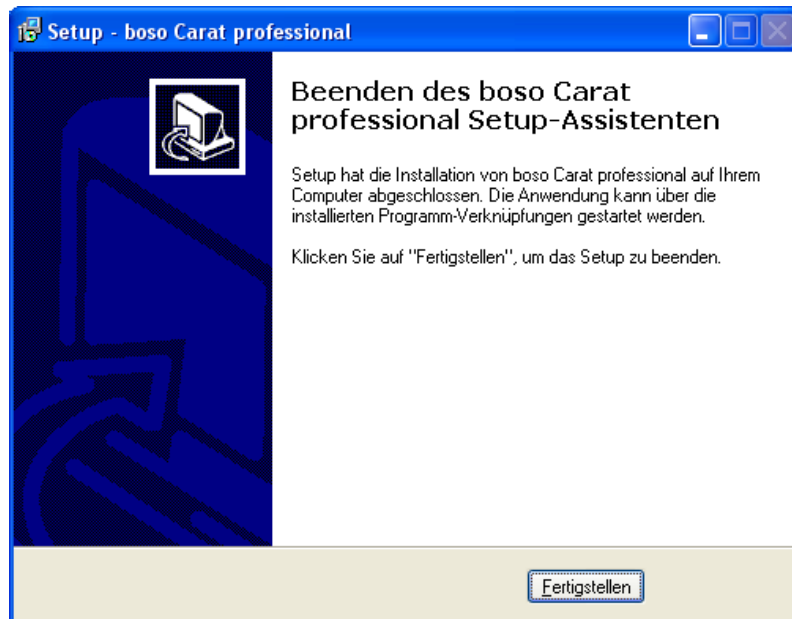 Setup - boso Carat professional
Beenden des boso Carat
professional Setup-Assistenten
Setup hat die Installation von boso Carat professional auf Ihrem
Computer abgeschlossen. Die Anwendung kann über die
installierten Programm-Verknüpfungen gestartet werden.
Klicken Sie auf "Fertigstellen", um das Setup zu beenden.
Fertigstellen